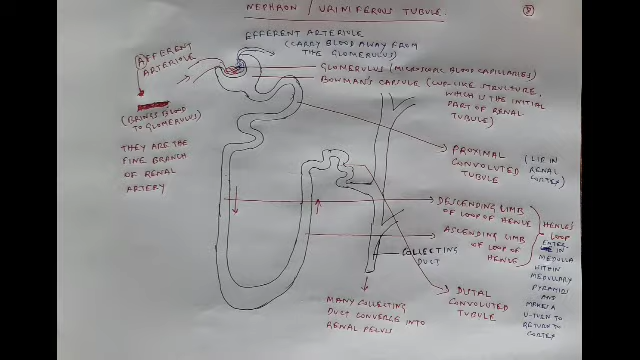 NEPHRON / URINIFEROUS TUBULE
EFFERENT ARTERIOLE
(CARRY BLOOD AWAY FROM
THE GLOMERULUS)
AFFERENT
ARTERIOLE
GLOMERULUS (MICROSCOPIC BLOOD CAPILLARIES)
BOWMAN'S CAPSULE (CUP-LIKE STRUCTURE,
WHICH IS THE INITIAL
PART OF RENAL
TUBULE)
(BRINGS BLOOD
TO GLOMERULUS)
THEY ARE THE
FINE BRANCH
OF RENAL
ARTERY
PROXIMAL
CONVOLUTED
TUBULE
(LIE IN
RENAL
CORTEX)
DESCENDING LIMB
OF LOOP OF HENLE
ASCENDING LIMB
OF LOOP OF
HENLE
HENLE'S
LOOP
ENTER
IN
MEDULLA
WITHIN
MEDULLARY
PYRAMIDS
AND
MAKES A
U-TURN TO
RETURN TO
CORTEX
COLLECTING
DUCT
DISTAL
CONVOLUTED
TUBULE
MANY COLLECTING
DUCT CONVERGE INTO
RENAL PELVIS